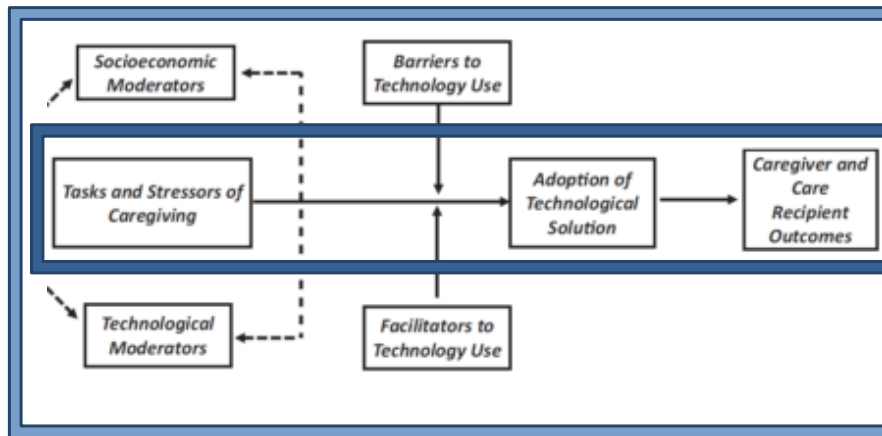 Socioeconomic
Moderators
Barriers to
Technology Use
Tasks and Stressors of
Caregiving
Adoption of
Technological
Solution
Caregiver and
Care
Recipient
Outcomes
Technological
Moderators
Facilitators to
Technology Use